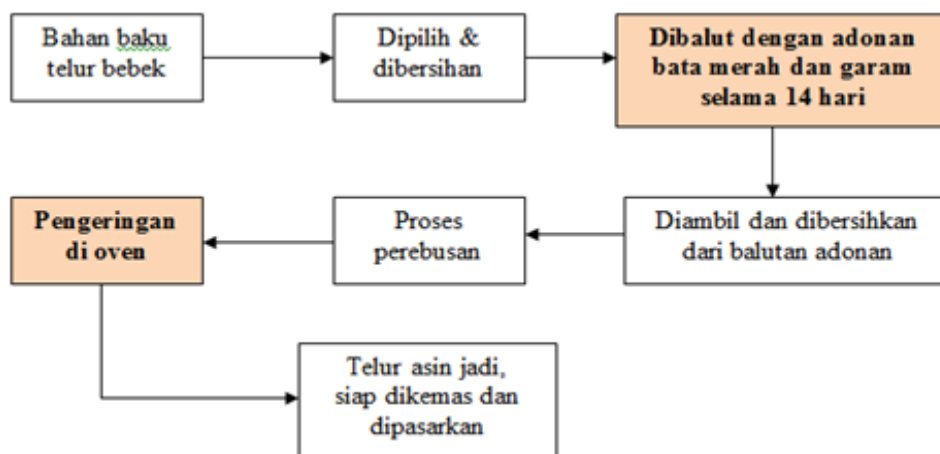 Bahan baku
telur bebek
Dipilih &
dibersihan
Dibalut dengan adonan
bata merah dan garam
selama 14 hari
Diambil dan dibersihkan
dari balutan adonan
Proses
perebusan
Pengeringan
di oven
Telur asin jadi,
siap dikemas dan
dipasarkan